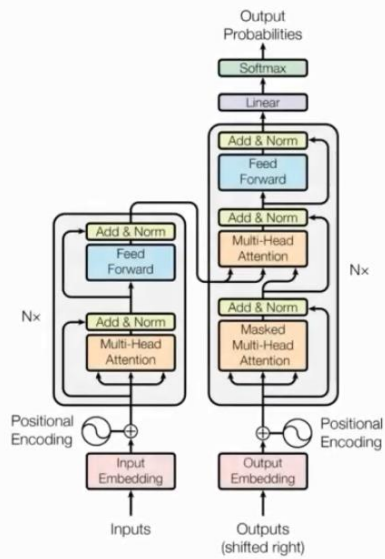 Output
Probabilities
Softmax
Linear
Add & Norm
Feed
Forward
Add & Norm
Multi-Head
Attention
Add & Norm
Masked
Multi-Head
Attention
N×
Add & Norm
Feed
Forward
N×
Add & Norm
Multi-Head
Attention
Positional
Encoding
Positional
Encoding
Input
Embedding
Output
Embedding
Inputs
Outputs
(shifted right)